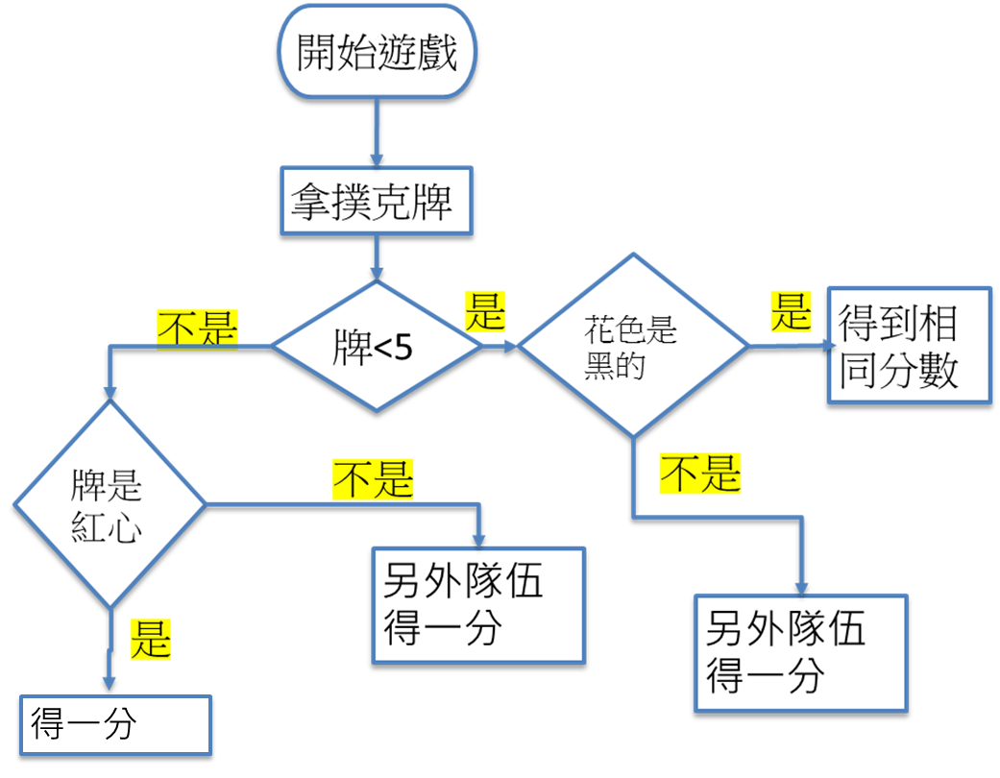 開始遊戲
拿撲克牌
牌<5
不是
是
花色是
黑的
是
得到相
同分數
牌是
紅心
不是
不是
另外隊伍
得一分
另外隊伍
得一分
是
得一分